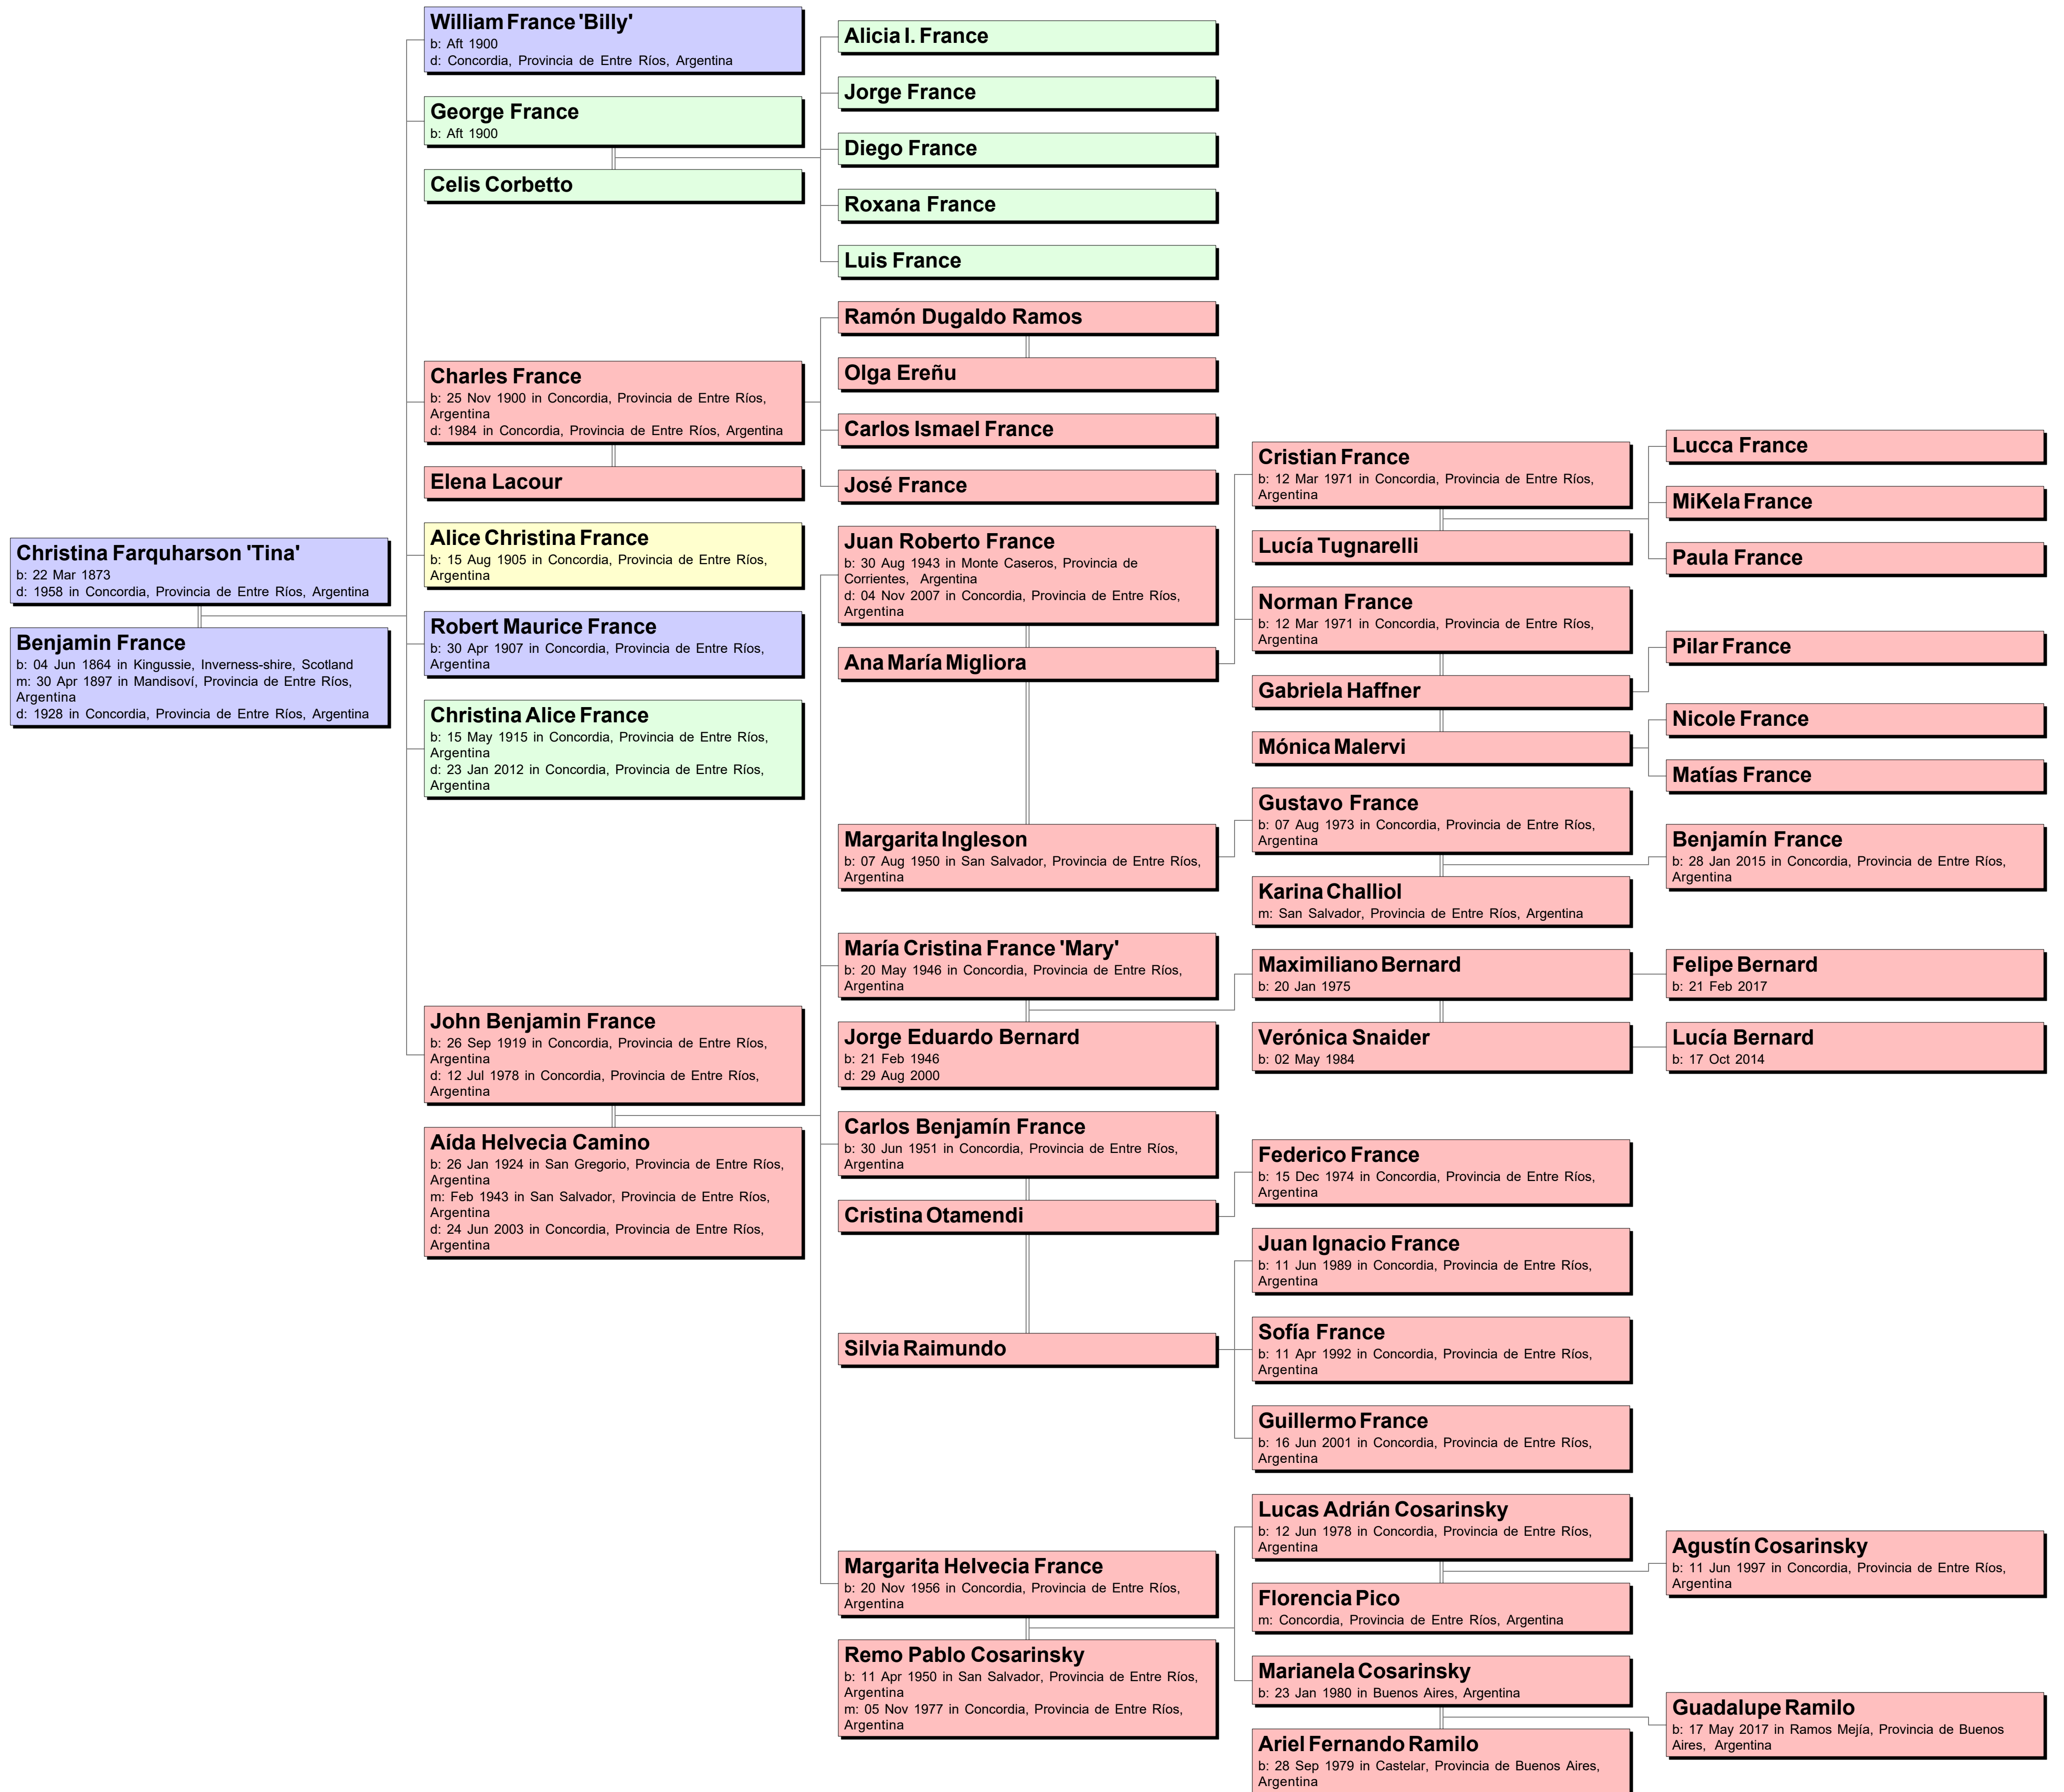 Christina Farquharson 'Tina'
b: 22 Mar 1873
d: 1958 in Concordia, Provincia de Entre Ríos, Argentina
Benjamin France
b: 04 Jun 1864 in Kingussie, Inverness-shire, Scotland
m: 30 Apr 1897 in Mandisoví, Provincia de Entre Ríos,
Argentina
d: 1928 in Concordia, Provincia de Entre Ríos, Argentina
William France 'Billy'
b: Aft 1900
d: Concordia, Provincia de Entre Ríos, Argentina
George France
b: Aft 1900
Celis Corbetto
Charles France
b: 25 Nov 1900 in Concordia, Provincia de Entre Ríos,
Argentina
d: 1984 in Concordia, Provincia de Entre Ríos, Argentina
Elena Lacour
Alice Christina France
b: 15 Aug 1905 in Concordia, Provincia de Entre Ríos,
Argentina
Robert Maurice France
b: 30 Apr 1907 in Concordia, Provincia de Entre Ríos,
Argentina
Christina Alice France
b: 15 May 1915 in Concordia, Provincia de Entre Ríos,
Argentina
d: 23 Jan 2012 in Concordia, Provincia de Entre Ríos,
Argentina
John Benjamin France
b: 26 Sep 1919 in Concordia, Provincia de Entre Ríos,
Argentina
d: 12 Jul 1978 in Concordia, Provincia de Entre Ríos,
Argentina
Aída Helvecia Camino
b: 26 Jan 1924 in San Gregorio, Provincia de Entre Ríos,
Argentina
m: Feb 1943 in San Salvador, Provincia de Entre Ríos,
Argentina
d: 24 Jun 2003 in Concordia, Provincia de Entre Ríos,
Argentina
Alicia I. France
Jorge France
Diego France
Roxana France
Luis France
Ramón Dugaldo Ramos
Olga Ereñu
Carlos Ismael France
José France
Juan Roberto France
b: 30 Aug 1943 in Monte Caseros, Provincia de
Corrientes, Argentina
d: 04 Nov 2007 in Concordia, Provincia de Entre Ríos,
Argentina
Ana María Migliora
Margarita Ingleson
b: 07 Aug 1950 in San Salvador, Provincia de Entre Ríos,
Argentina
María Cristina France 'Mary'
b: 20 May 1946 in Concordia, Provincia de Entre Ríos,
Argentina
Jorge Eduardo Bernard
b: 21 Feb 1946
d: 29 Aug 2000
Carlos Benjamín France
b: 30 Jun 1951 in Concordia, Provincia de Entre Ríos,
Argentina
Cristina Otamendi
Silvia Raimundo
Margarita Helvecia France
b: 20 Nov 1956 in Concordia, Provincia de Entre Ríos,
Argentina
Remo Pablo Cosarinsky
b: 11 Apr 1950 in San Salvador, Provincia de Entre Ríos,
Argentina
m: 05 Nov 1977 in Concordia, Provincia de Entre Ríos,
Argentina
Cristian France
b: 12 Mar 1971 in Concordia, Provincia de Entre Ríos,
Argentina
Lucía Tugnarelli
Norman France
b: 12 Mar 1971 in Concordia, Provincia de Entre Ríos,
Argentina
Gabriela Haffner
Mónica Malervi
Gustavo France
b: 07 Aug 1973 in Concordia, Provincia de Entre Ríos,
Argentina
Karina Challiol
m: San Salvador, Provincia de Entre Ríos, Argentina
Maximiliano Bernard
b: 20 Jan 1975
Verónica Snaider
b: 02 May 1984
Federico France
b: 15 Dec 1974 in Concordia, Provincia de Entre Ríos,
Argentina
Juan Ignacio France
b: 11 Jun 1989 in Concordia, Provincia de Entre Ríos,
Argentina
Sofía France
b: 11 Apr 1992 in Concordia, Provincia de Entre Ríos,
Argentina
Guillermo France
b: 16 Jun 2001 in Concordia, Provincia de Entre Ríos,
Argentina
Lucas Adrián Cosarinsky
b: 12 Jun 1978 in Concordia, Provincia de Entre Ríos,
Argentina
Florencia Pico
m: Concordia, Provincia de Entre Ríos, Argentina
Marianela Cosarinsky
b: 23 Jan 1980 in Buenos Aires, Argentina
Ariel Fernando Ramilo
b: 28 Sep 1979 in Castelar, Provincia de Buenos Aires,
Argentina
Lucca France
MiKela France
Paula France
Pilar France
Nicole France
Matías France
Benjamín France
b: 28 Jan 2015 in Concordia, Provincia de Entre Ríos,
Argentina
Felipe Bernard
b: 21 Feb 2017
Lucía Bernard
b: 17 Oct 2014
Agustín Cosarinsky
b: 11 Jun 1997 in Concordia, Provincia de Entre Ríos,
Argentina
Guadalupe Ramilo
b: 17 May 2017 in Ramos Mejía, Provincia de Buenos
Aires, Argentina